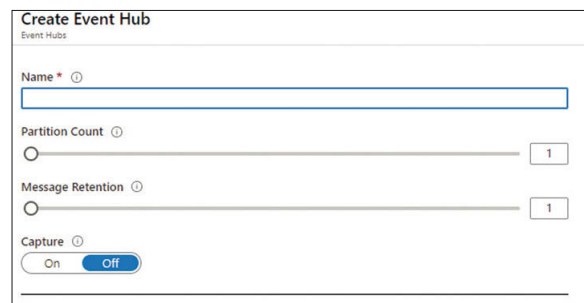 Create Event Hub
Event Hubs
Name *
Partition Count
1
Message Retention
1
Capture
On Off